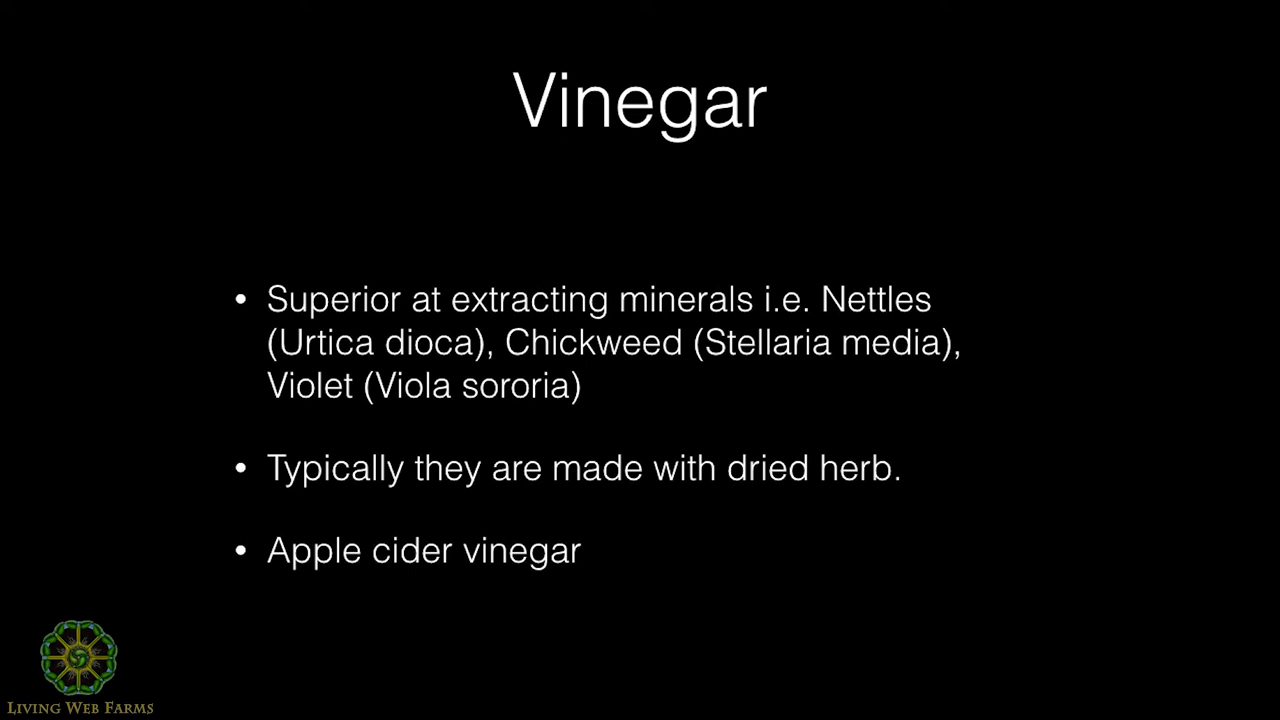 Vinegar
• Superior at extracting minerals i.e. Nettles
(Urtica dioca), Chickweed (Stellaria media),
Violet (Viola sororia)
• Typically they are made with dried herb.
• Apple cider vinegar
LIVING WEB FARMS